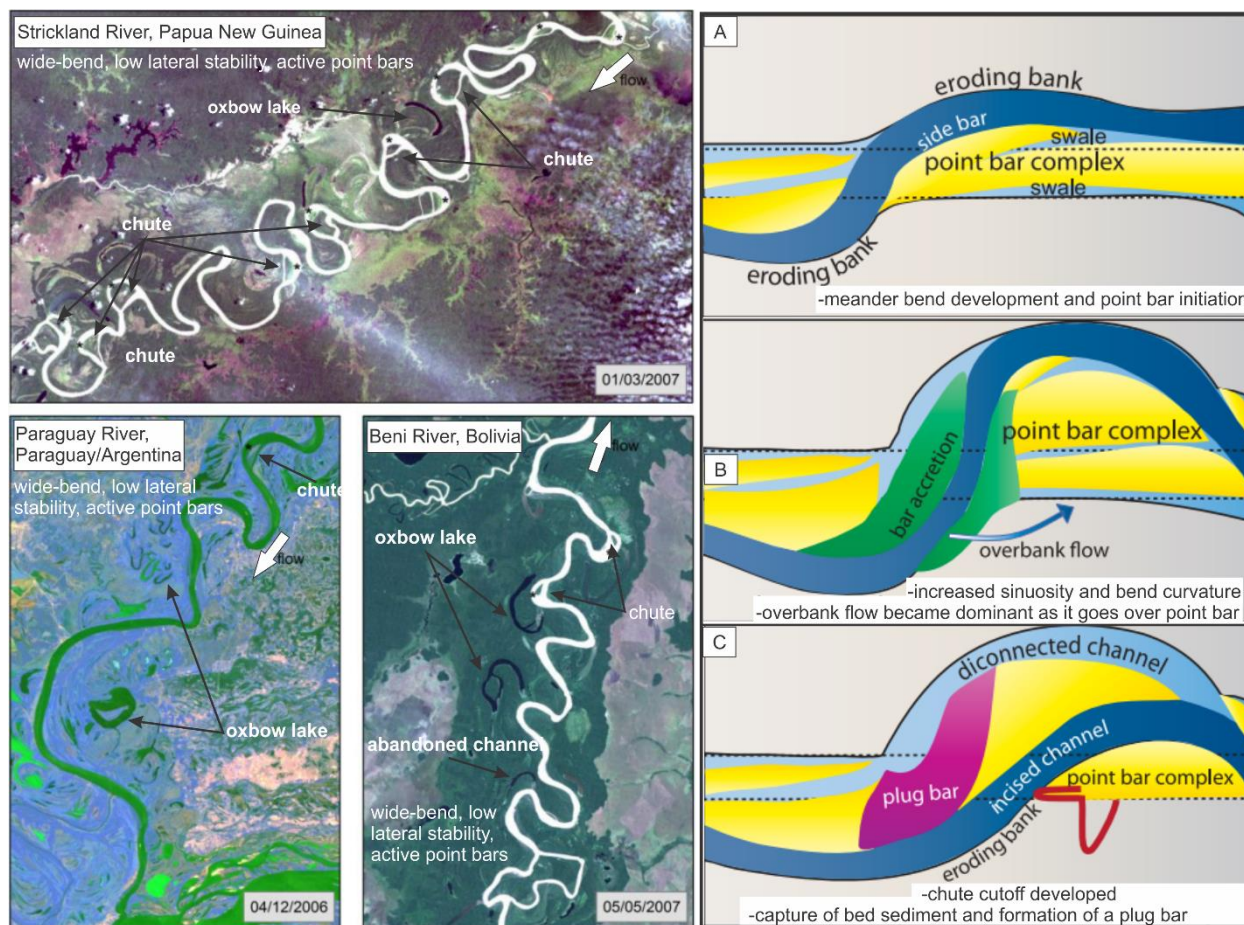 Strickland River, Papua New Guinea
wide-bend, low lateral stability, active point bars
flow
oxbow lake
chute
chute
chute
01/03/2007
Paraguay River,
Paraguay/Argentina
wide-bend, low lateral
stability, active point bars
chute
flow
oxbow lake
04/12/2006
Beni River, Bolivia
flow
oxbow lake
chute
abandoned channel
wide-bend, low
lateral stability,
active point bars
05/05/2007
A
eroding bank
side bar
swale
point bar complex
swale
eroding bank
-meander bend development and point bar initiation
B
point bar complex
bar accretion
overbank flow
-increased sinuosity and bend curvature
-overbank flow became dominant as it goes over point bar
C
diconnected channel
incised channel
point bar complex
plug bar
eroding bank
-chute cutoff developed
-capture of bed sediment and formation of a plug bar